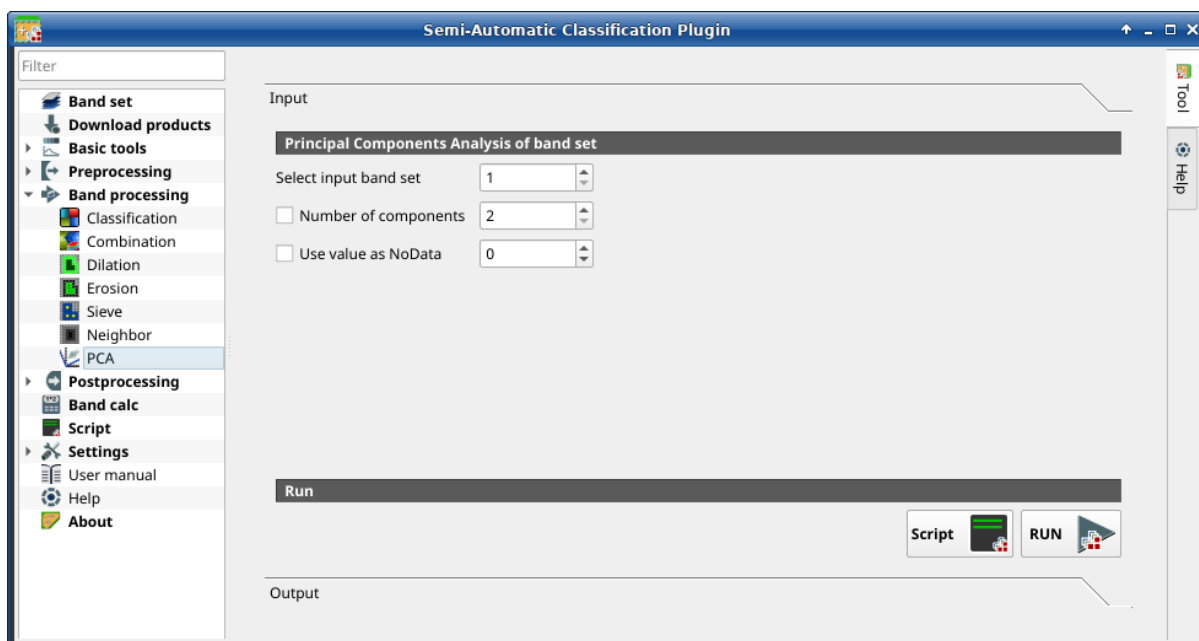 Semi-Automatic Classification Plugin
Filter
Band set
Download products
Basic tools
Preprocessing
Band processing
Classification
Combination
Dilation
Erosion
Sieve
Neighbor
PCA
Postprocessing
Band calc
Script
Settings
User manual
Help
About
Input
Principal Components Analysis of band set
Select input band set 1
Number of components 2
Use value as NoData 0
Run
Script RUN
Output
Tool
Help